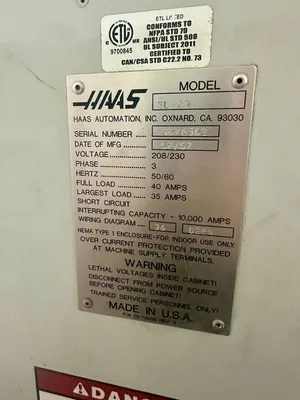 ETL LISTED
CONFORMS TO
NFPA STD 79
ANSI/UL STD 508
UL SUBJECT 2011
CERTIFIED TO
CAN/CSA STD C22.2 NO. 73
ETL
9700845
MODEL
HAAS
HAAS AUTOMATION, INC. OXNARD, CA. 93030
SERIAL NUMBER
DATE OF MFG
VOLTAGE: 208/230
PHASE : 3
HERTZ : 50/60
FULL LOAD : 40 AMPS
LARGEST LOAD : 35 AMPS
SHORT CIRCUIT
INTERRUPTING CAPACITY - 10,000 AMPS
WIRING DIAGRAM
NEMA TYPE 1 ENCLOSURE-FOR INDOOR USE ONLY
OVER CURRENT PROTECTION PROVIDED
AT MACHINE SUPPLY TERMINALS.
WARNING
LETHAL VOLTAGES INSIDE CABINET!
DISCONNECT FROM POWER SOURCE
BEFORE OPENING CABINET!
TRAINED SERVICE PERSONNEL ONLY!
MADE IN U.S.A.